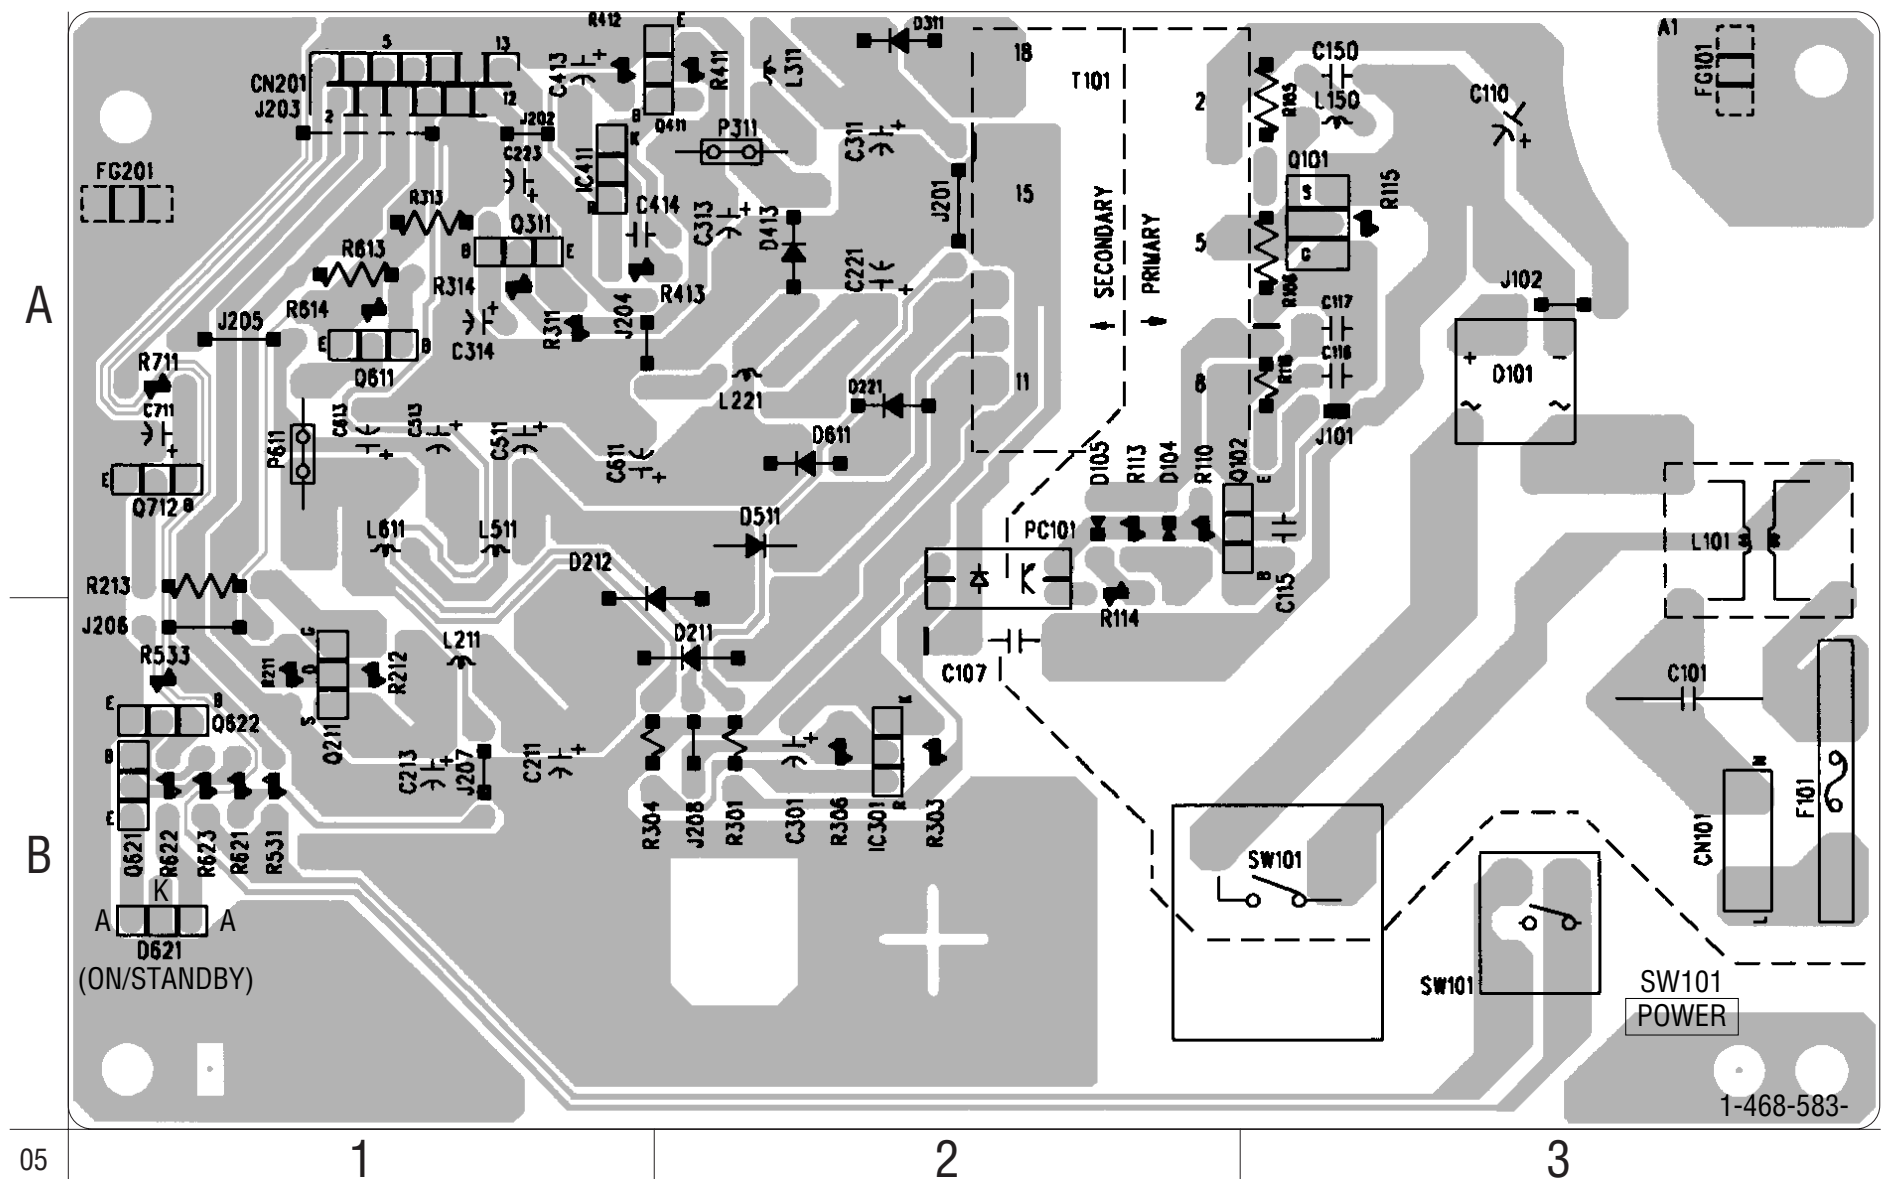 R412
E
D311
A1
5
13
C413
R411
L311
18
T101
C150
FG101
CN201
J203
2
12
J202
B
Q411
2
R105
L150
C110
C223
IC411
K
P311
C311
FG201
R
Q101
S
R115
R313
Q311
C414
C313
D413
J201
15
SECONDARY
PRIMARY
5
G
R613
B
E
C221
R106
J102
A
R614
R314
R413
C117
J205
E
B
C314
R311
J204
C116
+
-
R711
Q611
L221
D221
11
8
R116
D101
C711
C613
C513
C511
D611
J101
~
~
P611
C611
D105
R113
D104
R110
Q102
E
E
Q712
B
D511
L611
L511
PC101
L101
D212
R213
B
C115
J206
R114
G
L211
D211
R533
R211
D
R212
C107
C101
E
B
Q622
S
Q211
K
B
C213
J207
C211
N
F101
E
R304
J208
R301
C301
R306
IC301
R
R303
CN101
B
Q621
R622
R623
R621
R531
SW101
K
A
A
L
D621
(ON/STANDBY)
SW101
SW101
POWER
1-468-583-
05
1
2
3